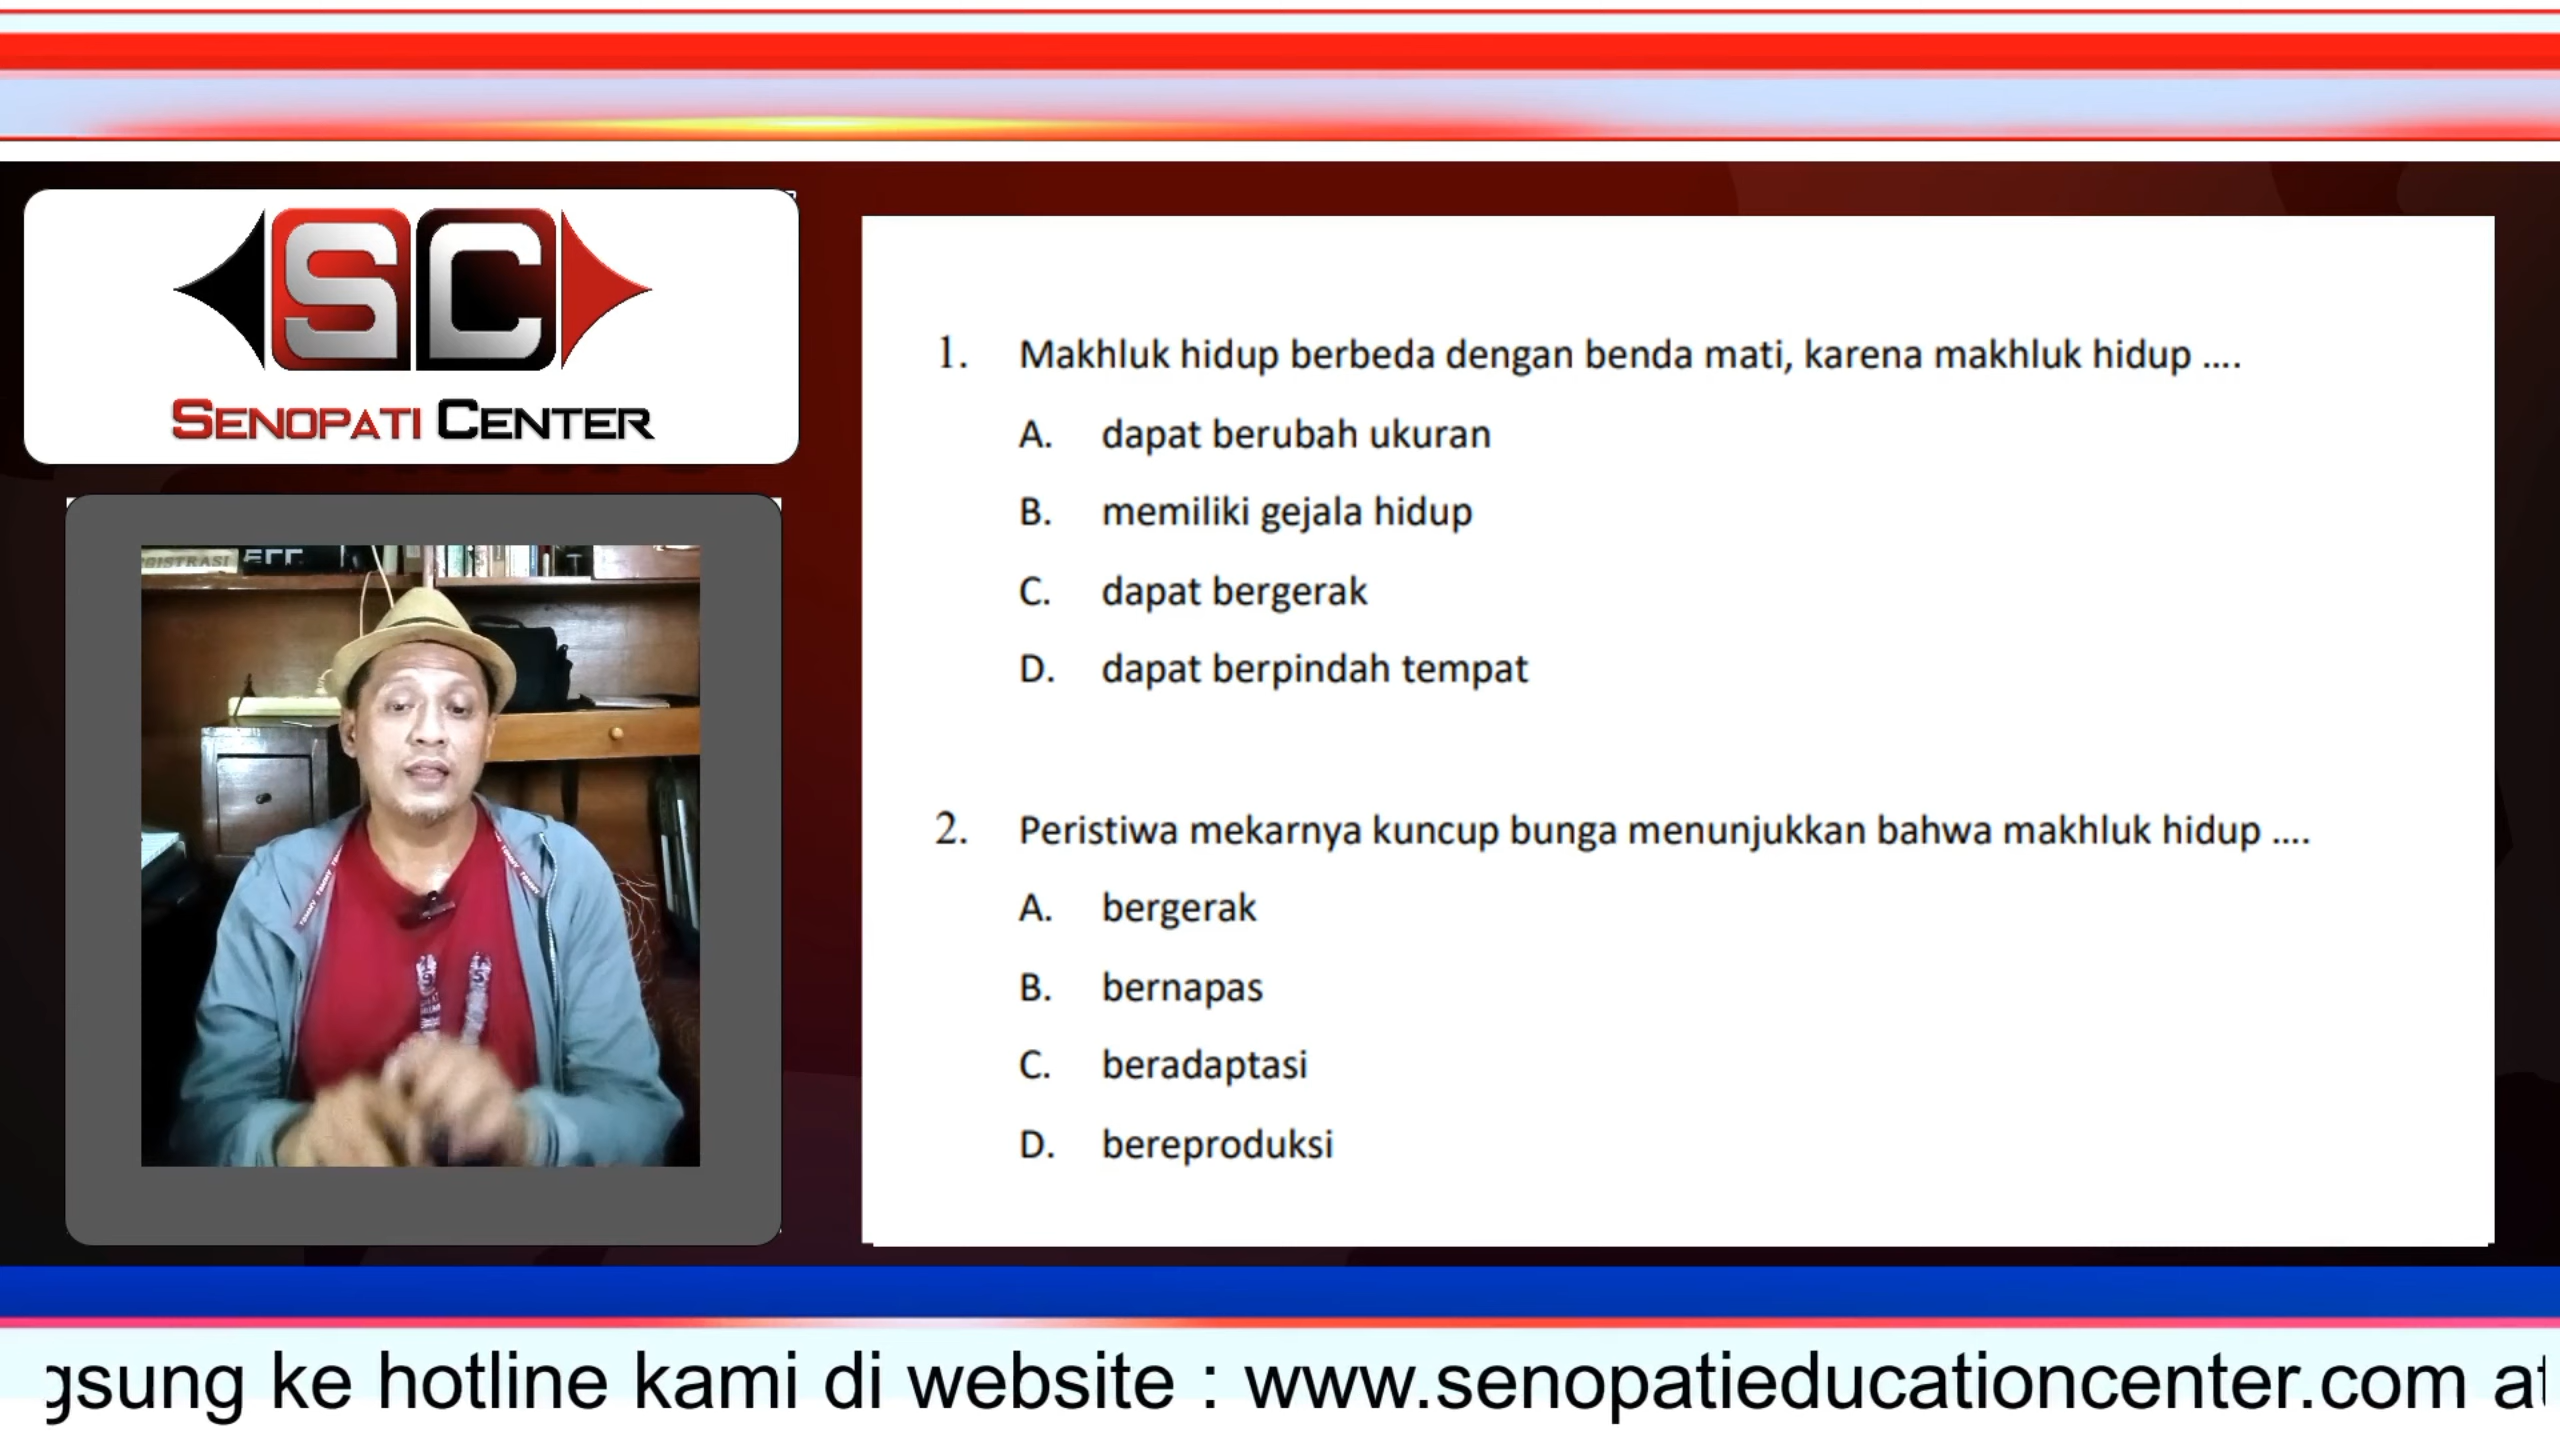 SC
SENOPATI CENTER
1. Makhluk hidup berbeda dengan benda mati, karena makhluk hidup ....
A. dapat berubah ukuran
B. memiliki gejala hidup
C. dapat bergerak
D. dapat berpindah tempat
2. Peristiwa mekarnya kuncup bunga menunjukkan bahwa makhluk hidup ....
A. bergerak
B. bernapas
C. beradaptasi
D. bereproduksi
gsung ke hotline kami di website : www.senopatieducationcenter.com at